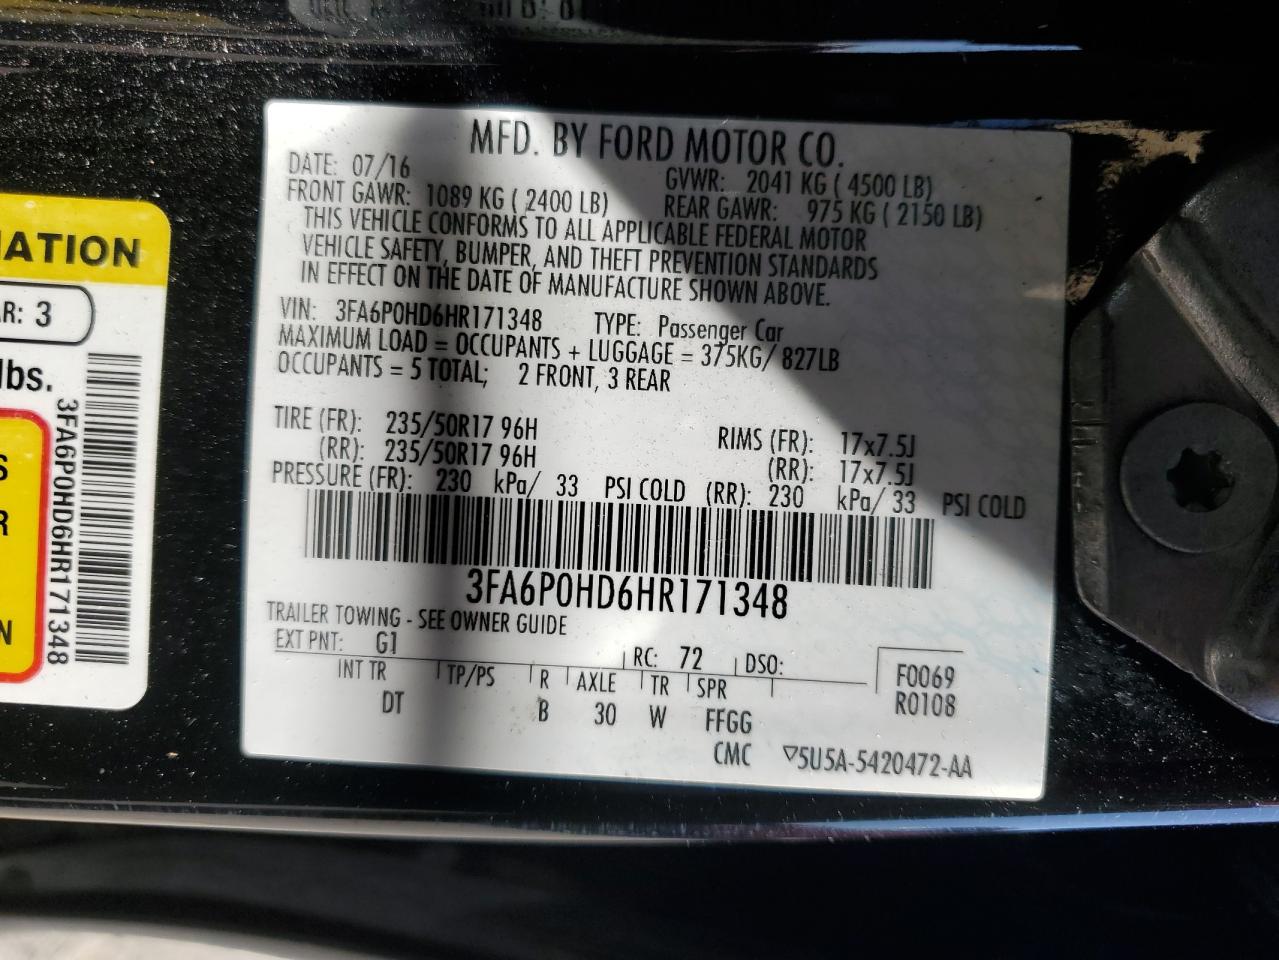 MFD. BY FORD MOTOR CO.
DATE: 07/16 GVWR: 2041 KG ( 4500 LB)
FRONT GAWR: 1089 KG ( 2400 LB) REAR GAWR: 975 KG ( 2150 LB)
THIS VEHICLE CONFORMS TO ALL APPLICABLE FEDERAL MOTOR
VEHICLE SAFETY, BUMPER, AND THEFT PREVENTION STANDARDS
IN EFFECT ON THE DATE OF MANUFACTURE SHOWN ABOVE.
VIN: 3FA6P0HD6HR171348 TYPE: Passenger Car
MAXIMUM LOAD = OCCUPANTS + LUGGAGE = 375KG/ 827LB
OCCUPANTS = 5 TOTAL; 2 FRONT, 3 REAR
TIRE (FR): 235/50R17 96H RIMS (FR): 17x7.5J
(RR): 235/50R17 96H (RR): 17x7.5J
PRESSURE (FR): 230 kPa/ 33 PSI COLD (RR): 230 kPa/ 33 PSI COLD
3FA6P0HD6HR171348
TRAILER TOWING - SEE OWNER GUIDE
EXT PNT: G1 RC: 72 DSO:
INT TR TP/PS R AXLE TR SPR
DT B 30 W FFGG
CMC
F0069
R0108
5U5A-5420472-AA
ATION
AR: 3
lbs.
S
R
N
3FA6P0HD6HR171348